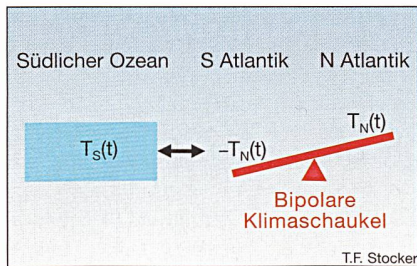 Südlicher Ozean S Atlantik N Atlantik
T_N(t)
T_S(t) –T_N(t)
Bipolare
Klimaschaukel
T.F. Stocker